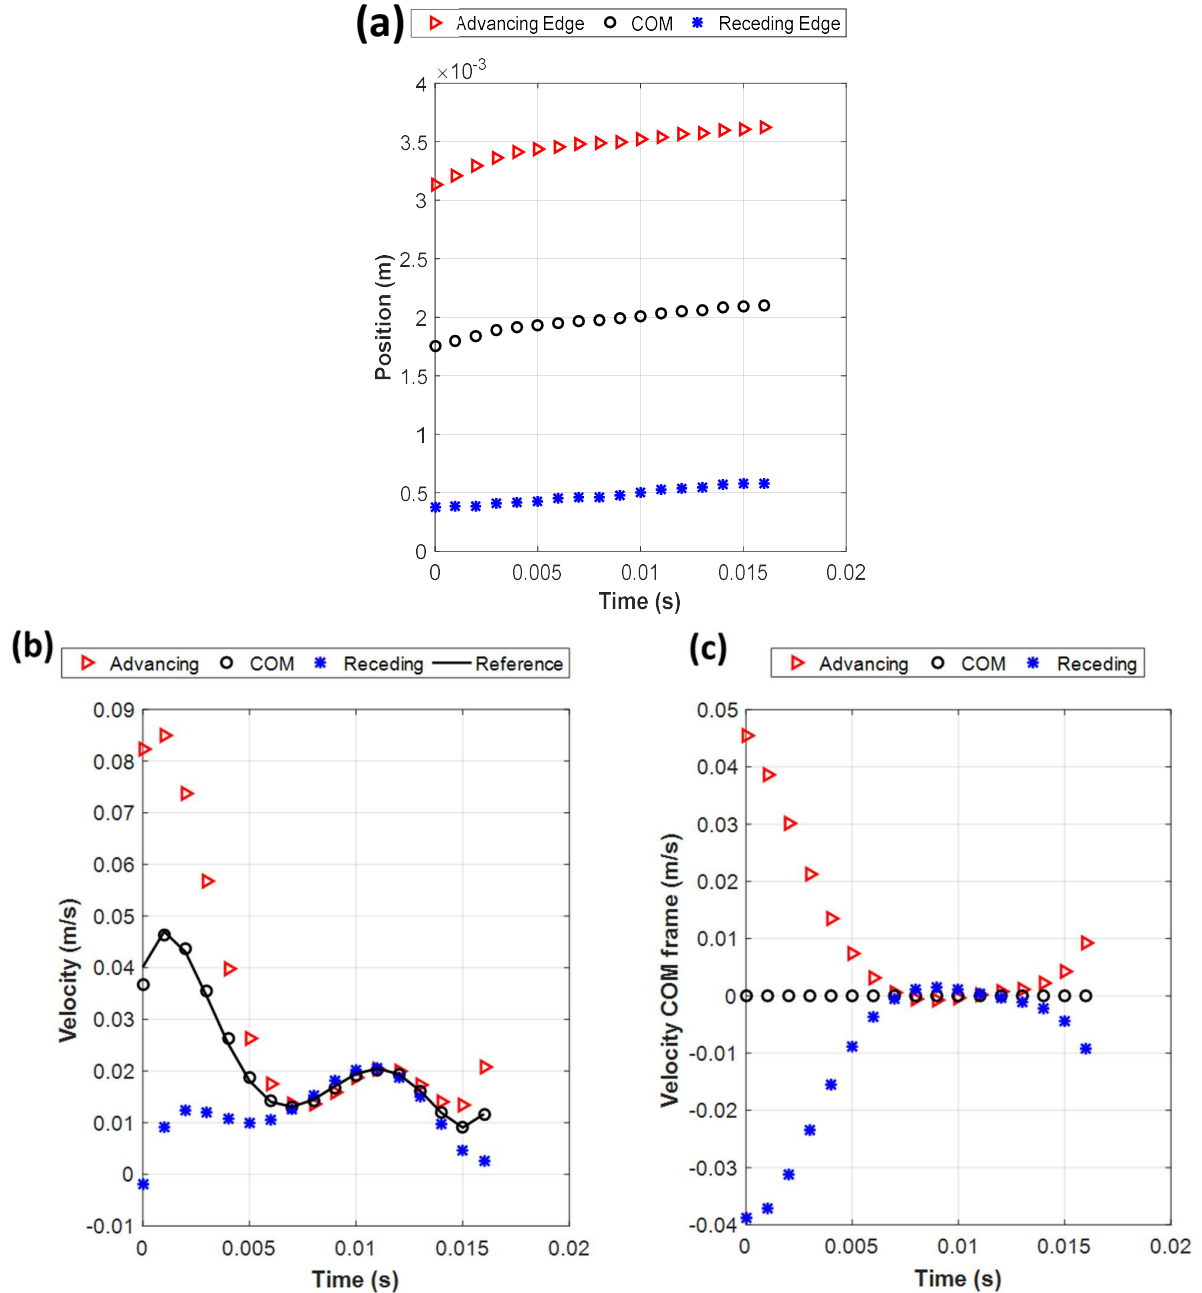 (a)
Advancing Edge COM Receding Edge
×10-3
4
3.5
3
2.5
2
1.5
1
0.5
0
Position (m)
0 0.005 0.01 0.015 0.02
Time (s)
(b)
Advancing COM Receding Reference
0.09
0.08
0.07
0.06
0.05
0.04
0.03
0.02
0.01
0
-0.01
Velocity (m/s)
0 0.005 0.01 0.015 0.02
Time (s)
(c)
Advancing COM Receding
0.05
0.04
0.03
0.02
0.01
0
-0.01
-0.02
-0.03
-0.04
Velocity COM frame (m/s)
0 0.005 0.01 0.015 0.02
Time (s)